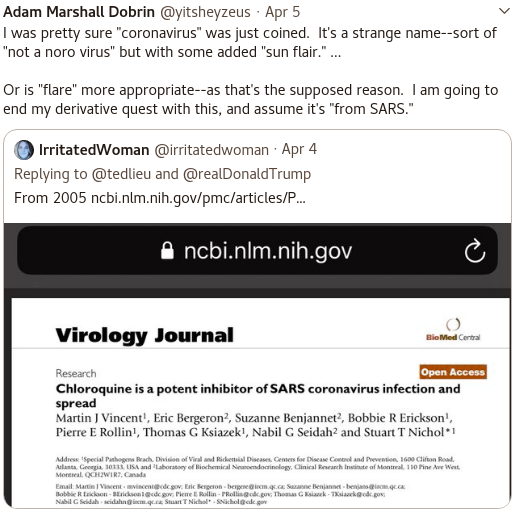 Adam Marshall Dobrin @yitsheyzeus · Apr 5
I was pretty sure "coronavirus" was just coined. It's a strange name--sort of
"not a noro virus" but with some added "sun flair." ...
Or is "flare" more appropriate--as that's the supposed reason. I am going to
end my derivative quest with this, and assume it's "from SARS."
IrritatedWoman @irritatedwoman · Apr 4
Replying to @tedlieu and @realDonaldTrump
From 2005 ncbi.nlm.nih.gov/pmc/articles/P...
ncbi.nlm.nih.gov
Virology Journal
BioMed Central
Research
Open Access
Chloroquine is a potent inhibitor of SARS coronavirus infection and
spread
Martin J Vincent¹, Eric Bergeron², Suzanne Benjannet², Bobbie R Erickson¹,
Pierre E Rollin¹, Thomas G Ksiazek¹, Nabil G Seidah² and Stuart T Nichol*¹
Address: ¹Special Pathogens Brach, Division of Viral and Rickettsial Diseases, Centers for Disease Control and Prevention, 1600 Clifton Road,
Atlanta, Georgia, 30333, USA and ²Laboratory of Biochemical Neuroendocrinology, Clinical Research Institute of Montreal, 110 Pine Ave West,
Montreal, QCH2W1R7, Canada
Email: Martin J Vincent - mvincent@cdc.gov; Eric Bergeron - bergere@ircm.qc.ca; Suzanne Benjannet - benjans@ircm.qc.ca;
Bobbie R Erickson - BErickson1@cdc.gov; Pierre E Rollin - PRollin@cdc.gov; Thomas G Ksiazek - TKsiazek@cdc.gov;
Nabil G Seidah - seidahn@ircm.qc.ca; Stuart T Nichol* - SNichol@cdc.gov